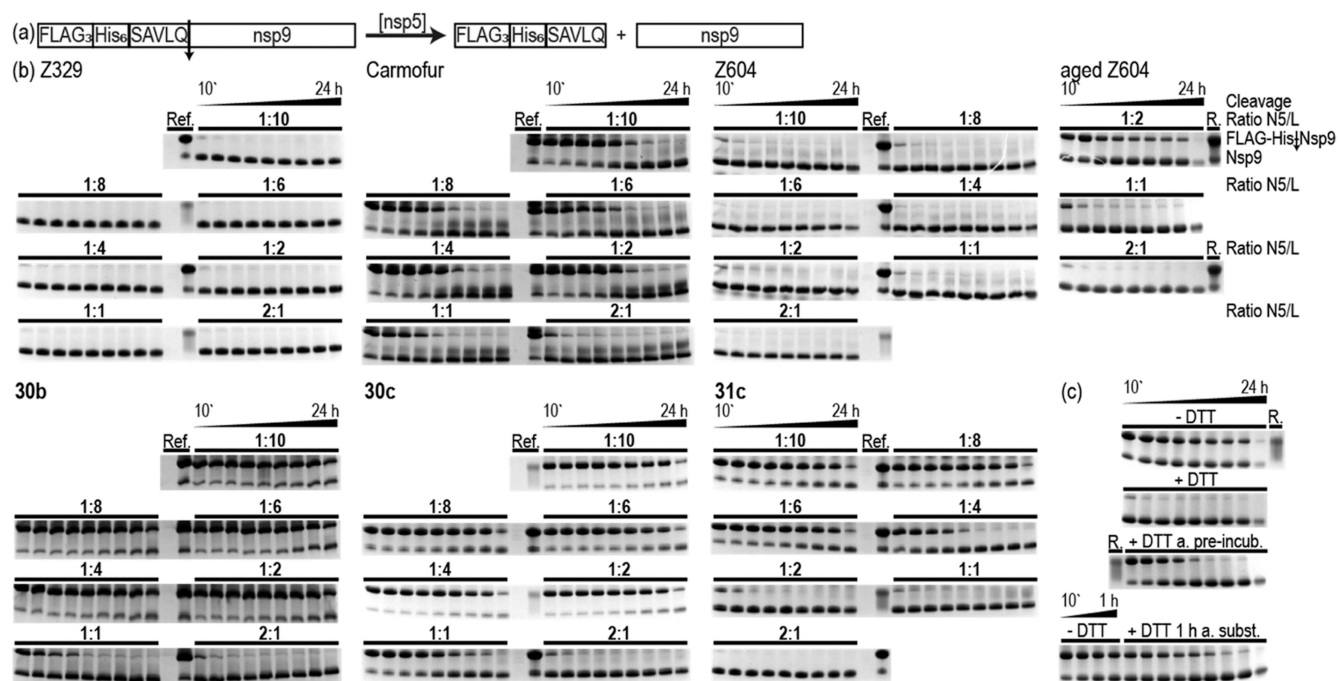 (a) FLAG₃ His₆ SAVLQ nsp9 [nsp5] FLAG₃ His₆ SAVLQ + nsp9
(b) Z329 Carmofur Z604 aged Z604
10` 24 h 10` 24 h 10` 24 h 10` 24 h
Cleavage
Ref. 1:10 Ref. 1:10 1:10 Ref. 1:8 1:2 R. Ratio N5/L
FLAG-His Nsp9
Nsp9
1:8 1:6 1:8 1:6 1:6 1:4 1:1 Ratio N5/L
1:4 1:2 1:4 1:2 1:2 1:1 2:1 R. Ratio N5/L
1:1 2:1 1:1 2:1 2:1 Ratio N5/L
30b 30c 31c (c)
10` 24 h 10` 24 h 10` 24 h 10` 24 h
Ref. 1:10 Ref. 1:10 1:10 Ref. 1:8 - DTT R.
1:8 1:6 1:8 1:6 1:6 1:4 + DTT
R. + DTT a. pre-incub.
1:4 1:2 1:4 1:2 1:2 1:1
10` 1 h
1:1 2:1 1:1 2:1 2:1 - DTT + DTT 1 h a. subst.